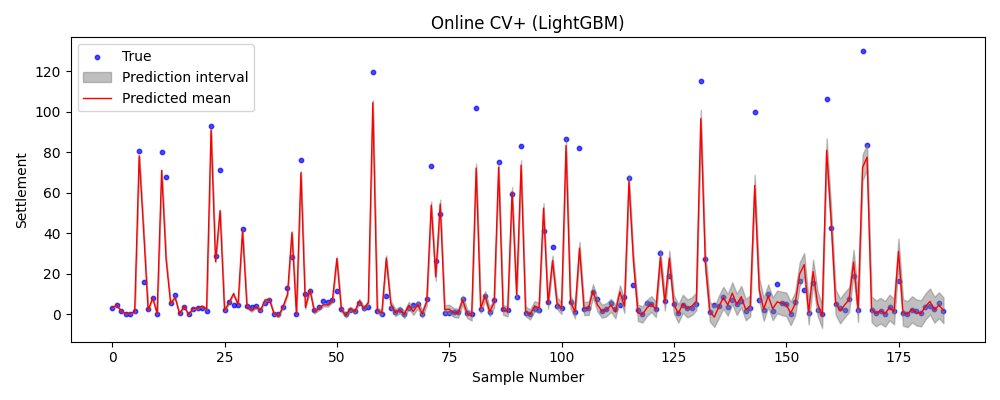 Online CV+ (LightGBM)
True
Prediction interval
Predicted mean
Settlement
120
100
80
60
40
20
0
0 25 50 75 100 125 150 175
Sample Number